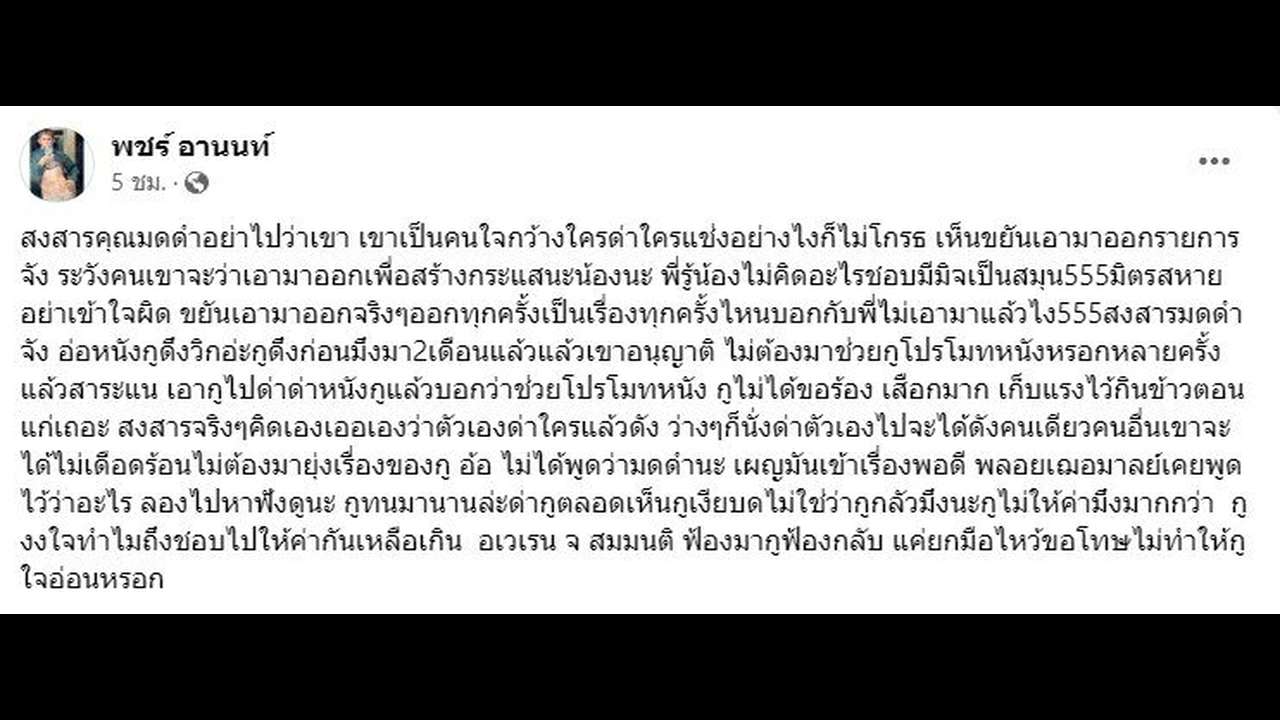 พชร์ อานนท์
5 ชม. ·
สงสารคุณมดดำอย่าไปว่าเขา เขาเป็นคนใจกว้างใครด่าใครแช่งอย่างไงก็ไม่โกรธ เห็นขยันเอามาออกรายการ
จัง ระวังคนเขาจะว่าเอามาออกเพื่อสร้างกระแสนะน้องนะ พี่รู้น้องไม่คิดอะไรชอบมีมิจเป็นสมุน555มิตรสหาย
อย่าเข้าใจผิด ขยันเอามาออกจริงๆออกทุกครั้งเป็นเรื่องทุกครั้งไหนบอกกับพี่ไม่เอามาแล้วไง555สงสารมดดำ
จัง อ่อหนังกูดึงวิกอ่ะกูดึงก่อนมึงมา2เดือนแล้วแล้วเขาอนุญาติ ไม่ต้องมาช่วยกูโปรโมทหนังหรอกหลายครั้ง
แล้วสาระแน เอากูไปด่าด่าหนังกูแล้วบอกว่าช่วยโปรโมทหนัง กูไม่ได้ขอร้อง เสือกมาก เก็บแรงไว้กินข้าวตอน
แก่เถอะ สงสารจริงๆคิดเองเออเองว่าตัวเองด่าใครแล้วดัง ว่างๆก็นั่งด่าตัวเองไปจะได้ดังคนเดียวคนอื่นเขาจะ
ได้ไม่เดือดร้อนไม่ต้องมายุ่งเรื่องของกู อ้อ ไม่ได้พูดว่ามดดำนะ เผญมันเข้าเรื่องพอดี พลอยเฌอมาลย์เคยพูด
ไว้ว่าอะไร ลองไปหาฟังดูนะ กูทนมานานล่ะด่ากูตลอดเห็นกูเงียบดไม่ใช่ว่ากูกลัวมึงนะกูไม่ให้ค่ามึงมากกว่า กู
งงใจทำไมถึงชอบไปให้ค่ากันเหลือเกิน อเวเรน จ สมมนติ ฟ้องมากูฟ้องกลับ แค่ยกมือไหว้ขอโทษไม่ทำให้กู
ใจอ่อนหรอก